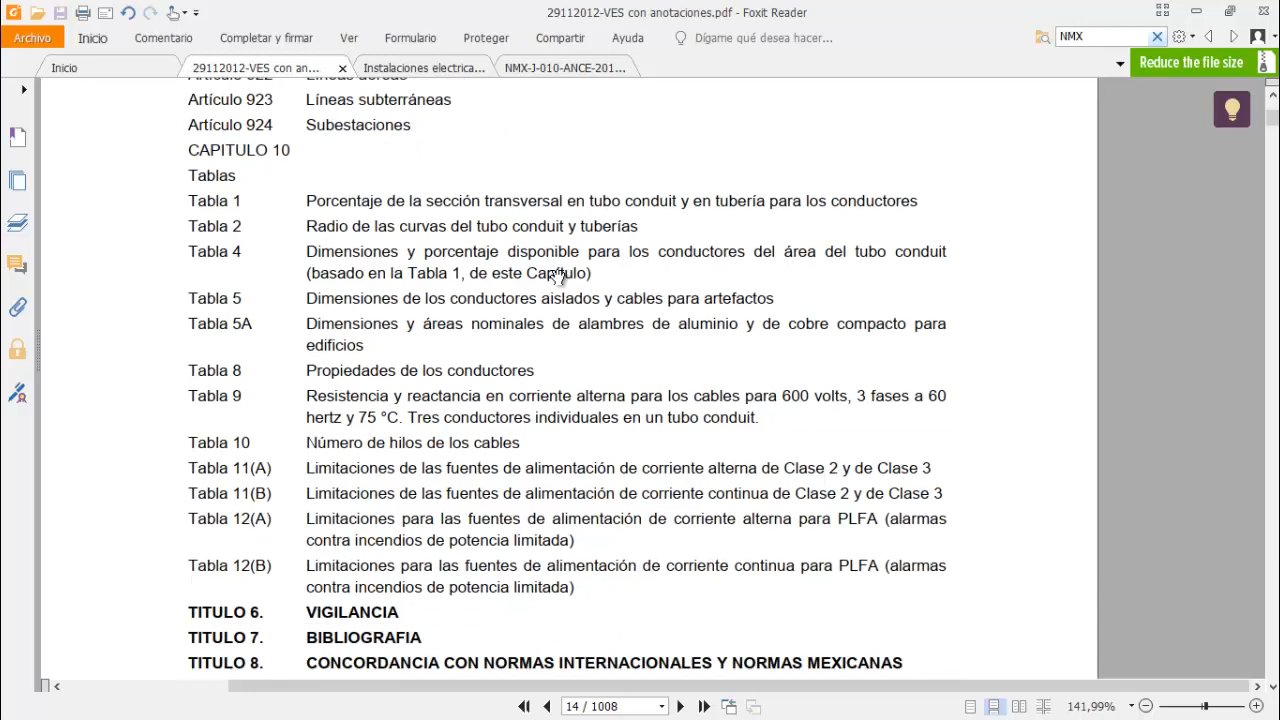 29112012-VES con anotaciones.pdf - Foxit Reader
Archivo Inicio Comentario Completar y firmar Ver Formulario Proteger Compartir Ayuda Dígame qué desea hacer... NMX
Inicio 29112012-VES con an... Instalaciones electrica... NMX-J-010-ANCE-201... Reduce the file size
Artículo 922 Líneas aéreas
Artículo 923 Líneas subterráneas
Artículo 924 Subestaciones
CAPITULO 10
Tablas
Tabla 1 Porcentaje de la sección transversal en tubo conduit y en tubería para los conductores
Tabla 2 Radio de las curvas del tubo conduit y tuberías
Tabla 4 Dimensiones y porcentaje disponible para los conductores del área del tubo conduit
(basado en la Tabla 1, de este Capítulo)
Tabla 5 Dimensiones de los conductores aislados y cables para artefactos
Tabla 5A Dimensiones y áreas nominales de alambres de aluminio y de cobre compacto para
edificios
Tabla 8 Propiedades de los conductores
Tabla 9 Resistencia y reactancia en corriente alterna para los cables para 600 volts, 3 fases a 60
hertz y 75 °C. Tres conductores individuales en un tubo conduit.
Tabla 10 Número de hilos de los cables
Tabla 11(A) Limitaciones de las fuentes de alimentación de corriente alterna de Clase 2 y de Clase 3
Tabla 11(B) Limitaciones de las fuentes de alimentación de corriente continua de Clase 2 y de Clase 3
Tabla 12(A) Limitaciones para las fuentes de alimentación de corriente alterna para PLFA (alarmas
contra incendios de potencia limitada)
Tabla 12(B) Limitaciones para las fuentes de alimentación de corriente continua para PLFA (alarmas
contra incendios de potencia limitada)
TITULO 6. VIGILANCIA
TITULO 7. BIBLIOGRAFIA
TITULO 8. CONCORDANCIA CON NORMAS INTERNACIONALES Y NORMAS MEXICANAS
14 / 1008 141,99%